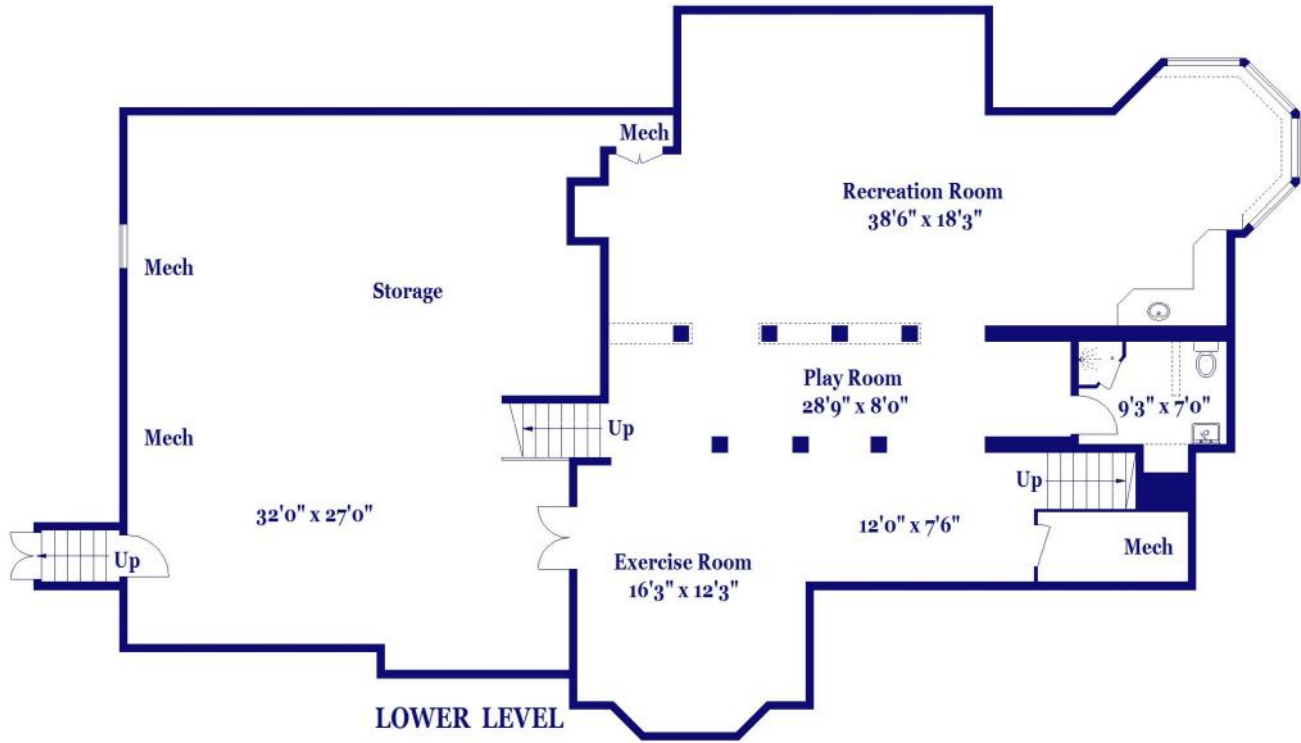 Mech
Recreation Room
38'6" x 18'3"
Mech
Storage
Play Room
28'9" x 8'0"
9'3" x 7'0"
Mech
Up
Up
32'0" x 27'0"
12'0" x 7'6"
Up
Mech
Exercise Room
16'3" x 12'3"
LOWER LEVEL